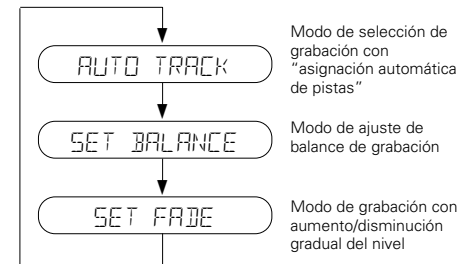 AUTO TRACK
Modo de selección de
grabación con
"asignación automática
de pistas"
SET BALANCE
Modo de ajuste de
balance de grabación
SET FADE
Modo de grabación con
aumento/disminución
gradual del nivel